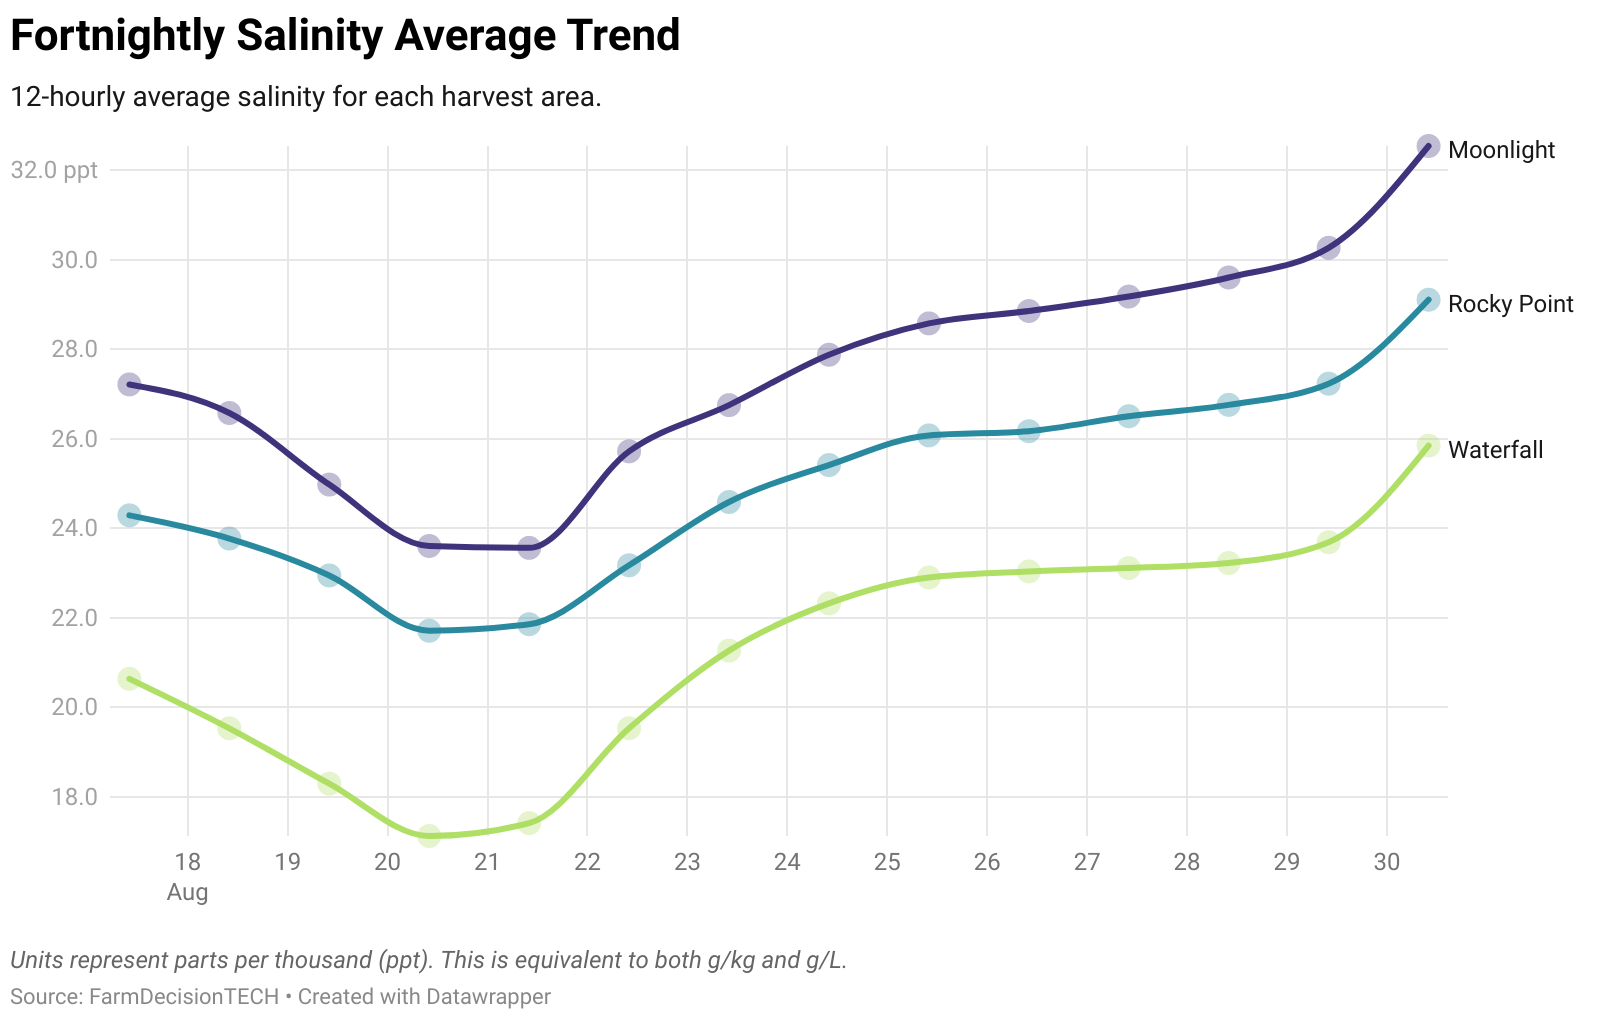 Fortnightly Salinity Average Trend
12-hourly average salinity for each harvest area.
32.0 ppt
30.0
28.0
26.0
24.0
22.0
20.0
18.0
Moonlight
Rocky Point
Waterfall
18 19 20 21 22 23 24 25 26 27 28 29 30
Aug
Units represent parts per thousand (ppt). This is equivalent to both g/kg and g/L.
Source: FarmDecisionTECH • Created with Datawrapper